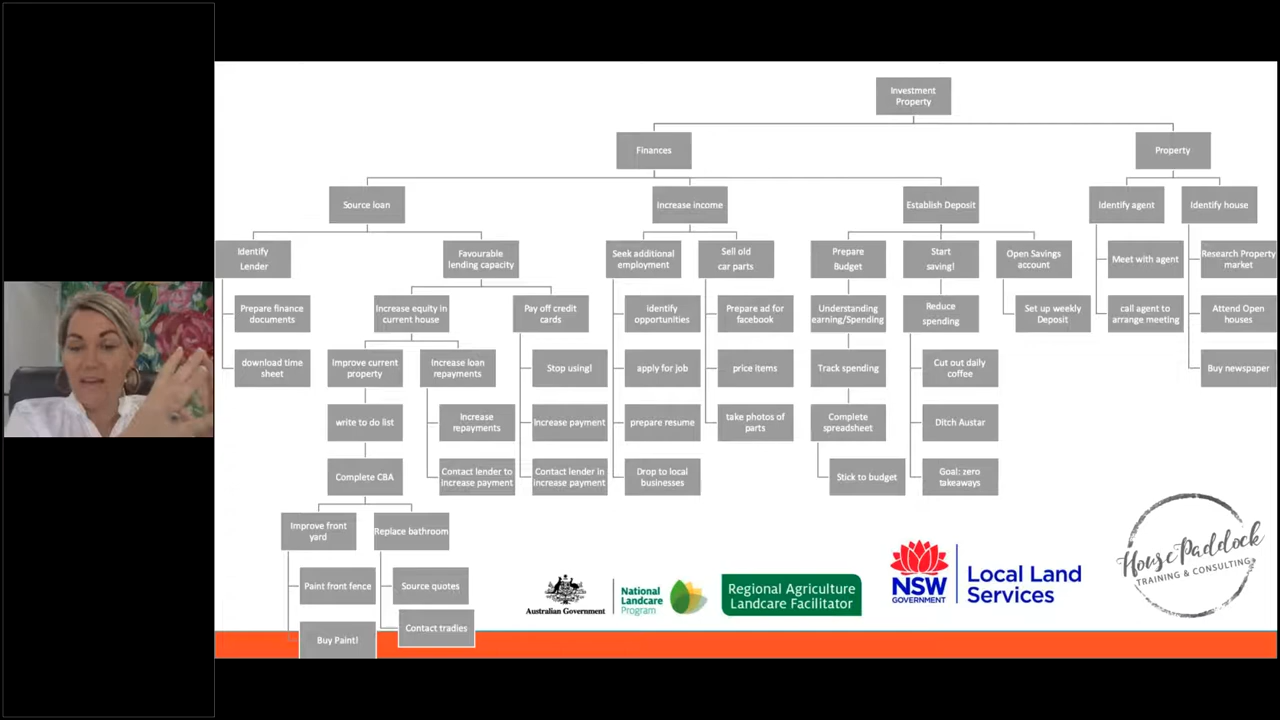 Investment
Property
Finances
Property
Source loan
Increase income
Establish Deposit
Identify agent
Identify house
Identify
Lender
Favourable
lending capacity
Seek additional
employment
Sell old
car parts
Prepare
Budget
Start
saving!
Open Savings
account
Meet with agent
Research Property
market
Prepare finance
documents
Increase equity in
current house
Pay off credit
cards
identify
opportunities
Prepare ad for
facebook
Understanding
earning/Spending
Reduce
spending
Set up weekly
Deposit
call agent to
arrange meeting
Attend Open
houses
download time
sheet
Improve current
property
Increase loan
repayments
Stop using!
apply for job
price items
Track spending
Cut out daily
coffee
Buy newspaper
write to do list
Increase
repayments
Increase payment
prepare resume
take photos of
parts
Complete
spreadsheet
Ditch Austar
Complete CBA
Contact lender to
increase payment
Contact lender in
increase payment
Drop to local
businesses
Stick to budget
Goal: zero
takeaways
Improve front
yard
Replace bathroom
Paint front fence
Source quotes
Buy Paint!
Contact tradies
Australian Government
National
Landcare
Program
Regional Agriculture
Landcare Facilitator
NSW
GOVERNMENT
Local Land
Services
House Paddock
TRAINING & CONSULTING